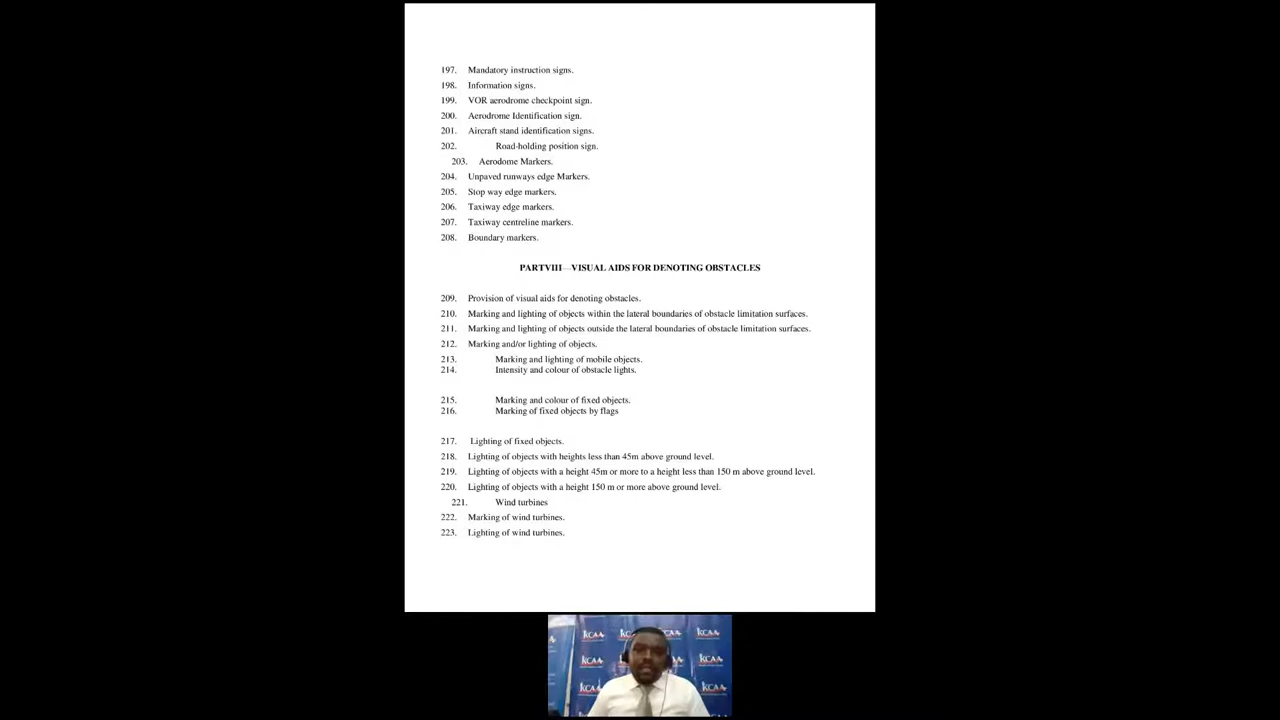 197. Mandatory instruction signs.
198. Information signs.
199. VOR aerodrome checkpoint sign.
200. Aerodrome Identification sign.
201. Aircraft stand identification signs.
202. Road-holding position sign.
203. Aerodome Markers.
204. Unpaved runways edge Markers.
205. Stop way edge markers.
206. Taxiway edge markers.
207. Taxiway centreline markers.
208. Boundary markers.
PARTVIII—VISUAL AIDS FOR DENOTING OBSTACLES
209. Provision of visual aids for denoting obstacles.
210. Marking and lighting of objects within the lateral boundaries of obstacle limitation surfaces.
211. Marking and lighting of objects outside the lateral boundaries of obstacle limitation surfaces.
212. Marking and/or lighting of objects.
213. Marking and lighting of mobile objects.
214. Intensity and colour of obstacle lights.
215. Marking and colour of fixed objects.
216. Marking of fixed objects by flags
217. Lighting of fixed objects.
218. Lighting of objects with heights less than 45m above ground level.
219. Lighting of objects with a height 45m or more to a height less than 150 m above ground level.
220. Lighting of objects with a height 150 m or more above ground level.
221. Wind turbines
222. Marking of wind turbines.
223. Lighting of wind turbines.
KCAA
KCAA
KCAA
KCAA
KCAA
KCAA
KCAA